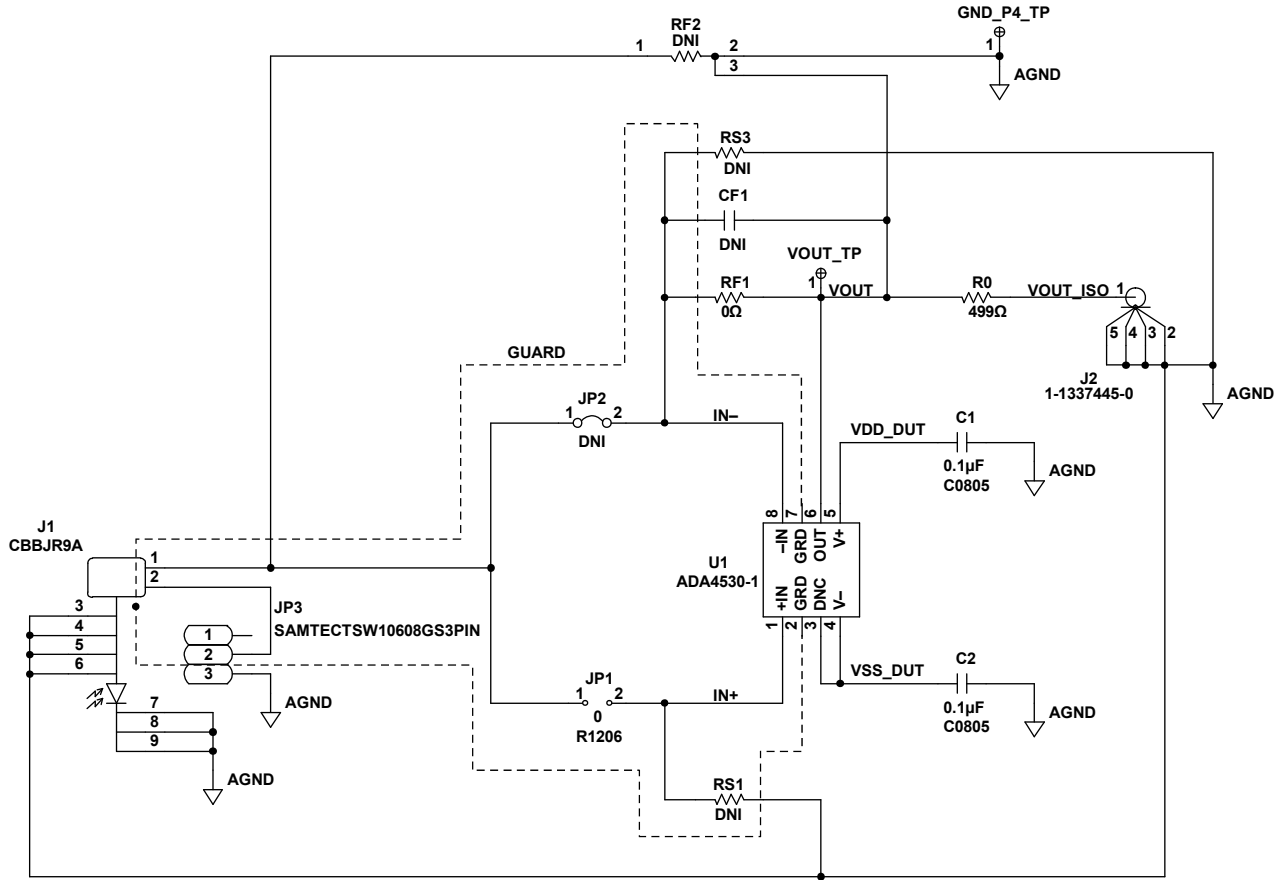 GND_P4_TP
1
AGND
RF2
DNI
1
2
3
RS3
DNI
CF1
DNI
VOUT_TP
1
RF1
0Ω
VOUT
R0
499Ω
VOUT_ISO
1
5
4
3
2
J2
1-1337445-0
AGND
GUARD
JP2
1
2
DNI
IN–
VDD_DUT
C1
0.1µF
C0805
AGND
8
7
6
5
–IN
GRD
OUT
V+
U1
ADA4530-1
+IN
GRD
DNC
V–
1
2
3
4
J1
CBBJR9A
1
2
3
4
5
6
7
8
9
AGND
JP3
SAMTECTSW10608GS3PIN
1
2
3
AGND
JP1
1
2
0
R1206
IN+
VSS_DUT
C2
0.1µF
C0805
AGND
RS1
DNI